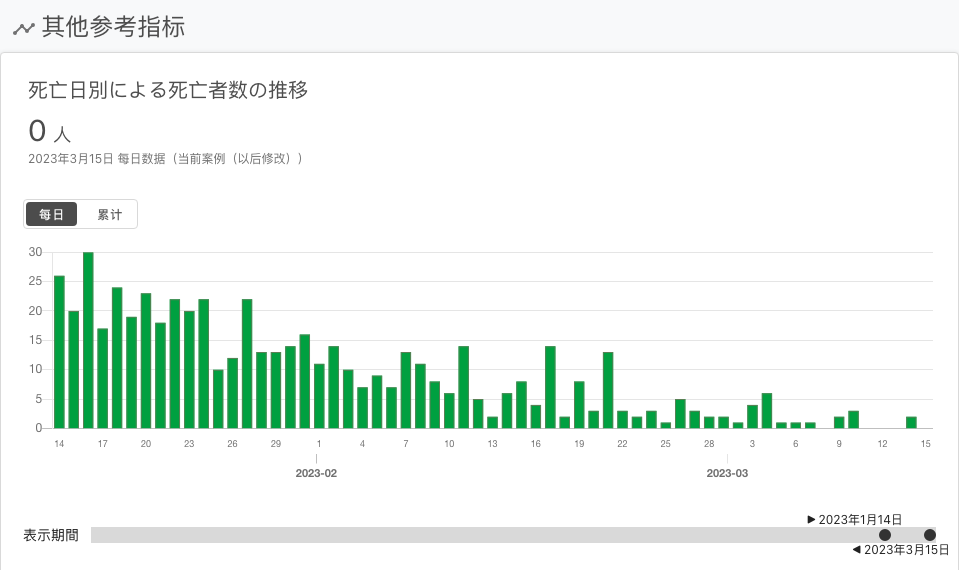 其他参考指标
死亡日別による死亡者数の推移
0 人
2023年3月15日 每日数据（当前案例（以后修改））
每日 累计
30
25
20
15
10
5
0
14 17 20 23 26 29 1 4 7 10 13 16 19 22 25 28 3 6 9 12 15
2023-02 2023-03
2023年1月14日
表示期間
2023年3月15日